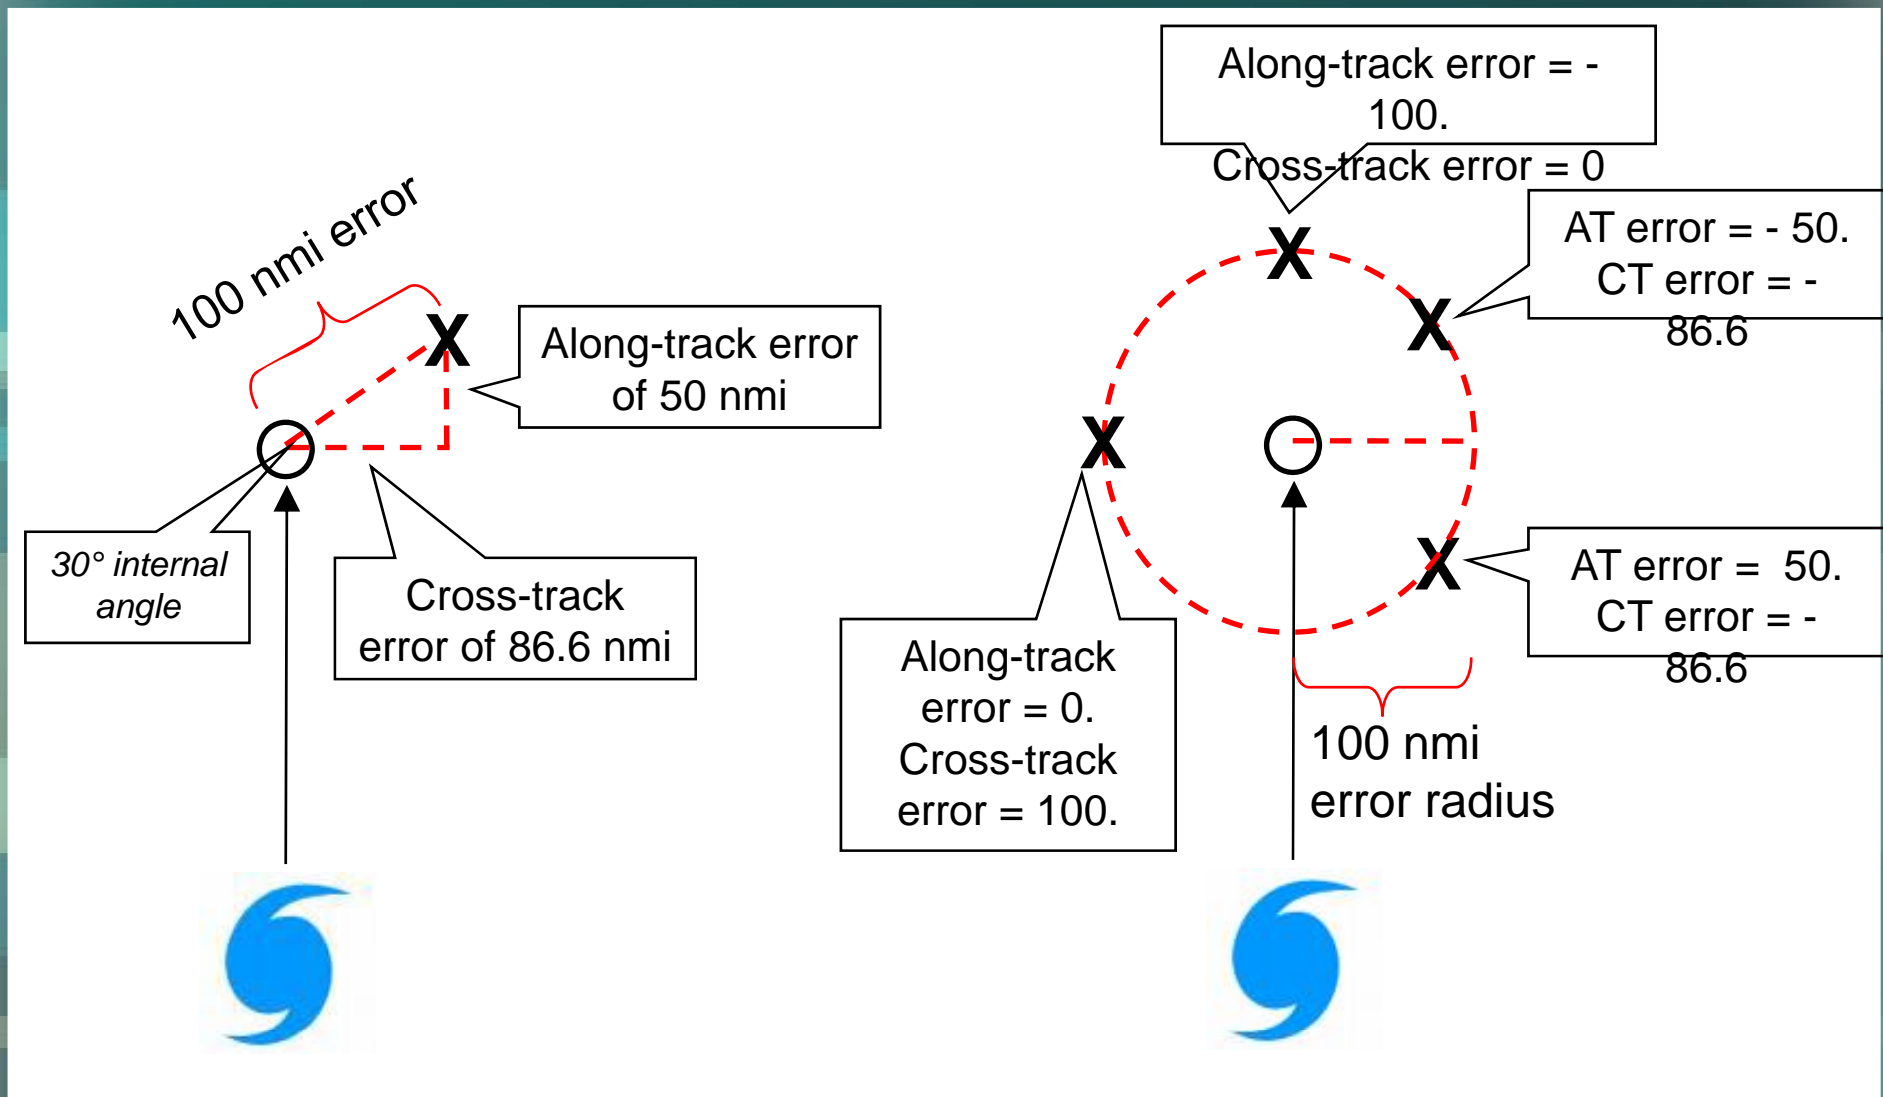 100 nmi error
Along-track error
of 50 nmi
30° internal
angle
Cross-track
error of 86.6 nmi
Along-track error = -
100.
Cross-track error = 0
AT error = - 50.
CT error = -
86.6
AT error =  50.
CT error = -
86.6
Along-track
error = 0.
Cross-track
error = 100.
100 nmi
error radius
X
X
X
X
X